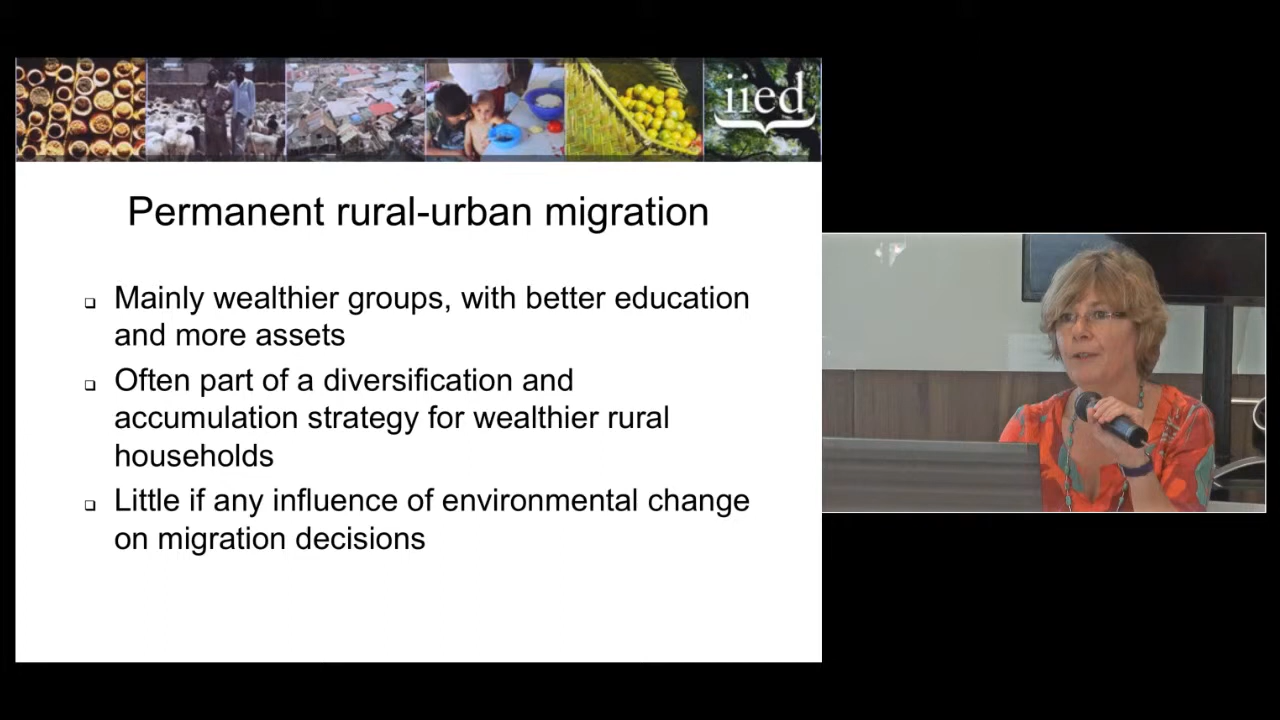 iied
Permanent rural-urban migration
Mainly wealthier groups, with better education
and more assets
Often part of a diversification and
accumulation strategy for wealthier rural
households
Little if any influence of environmental change
on migration decisions